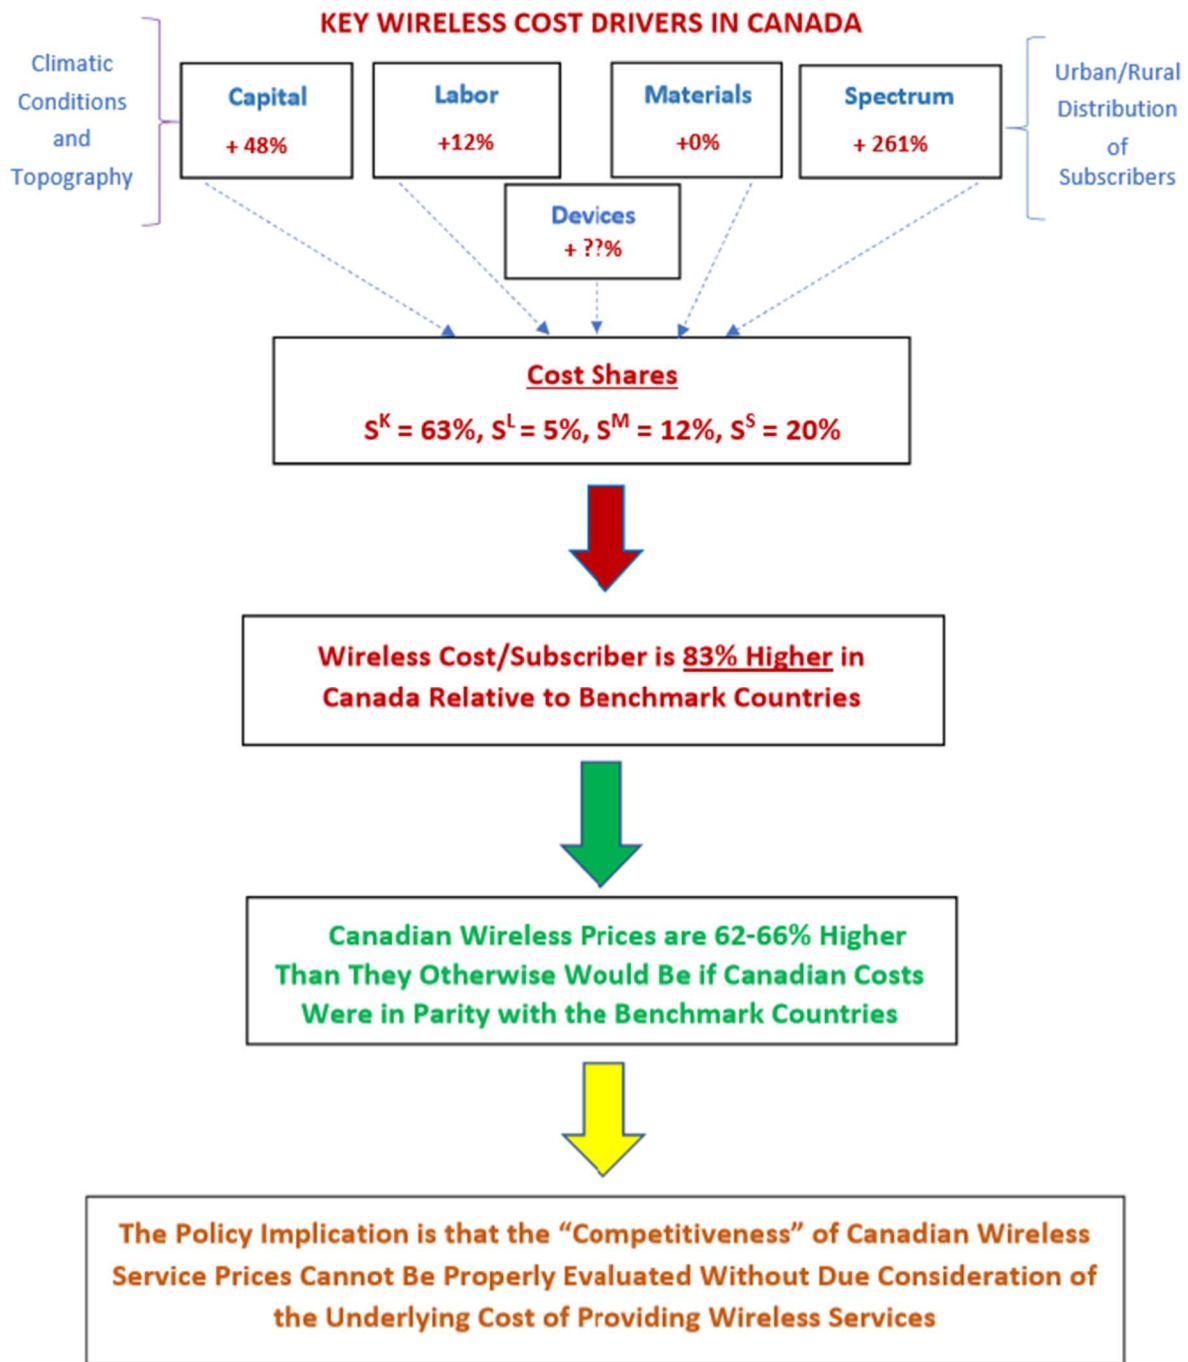 KEY WIRELESS COST DRIVERS IN CANADA
Climatic
Conditions
and
Topography
Capital
+ 48%
Labor
+12%
Materials
+0%
Spectrum
+ 261%
Urban/Rural
Distribution
of
Subscribers
Devices
+ ??%
Cost Shares
S^K = 63%, S^L = 5%, S^M = 12%, S^S = 20%
Wireless Cost/Subscriber is 83% Higher in
Canada Relative to Benchmark Countries
Canadian Wireless Prices are 62-66% Higher
Than They Otherwise Would Be if Canadian Costs
Were in Parity with the Benchmark Countries
The Policy Implication is that the “Competitiveness” of Canadian Wireless
Service Prices Cannot Be Properly Evaluated Without Due Consideration of
the Underlying Cost of Providing Wireless Services